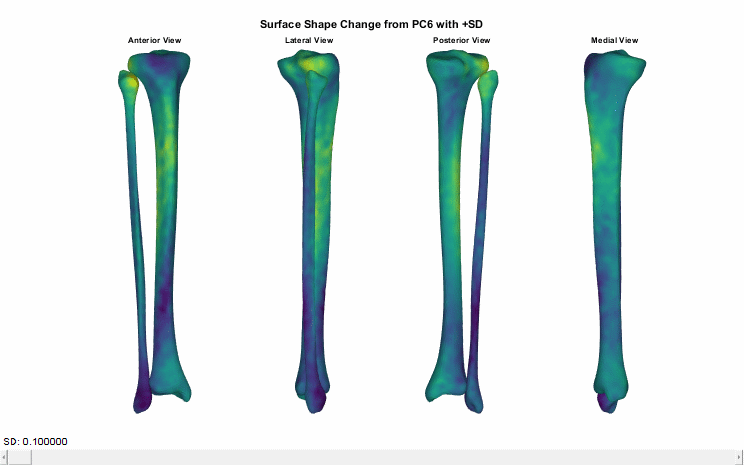 Surface Shape Change from PC6 with +SD
Anterior View
Lateral View
Posterior View
Medial View
SD: 0.100000